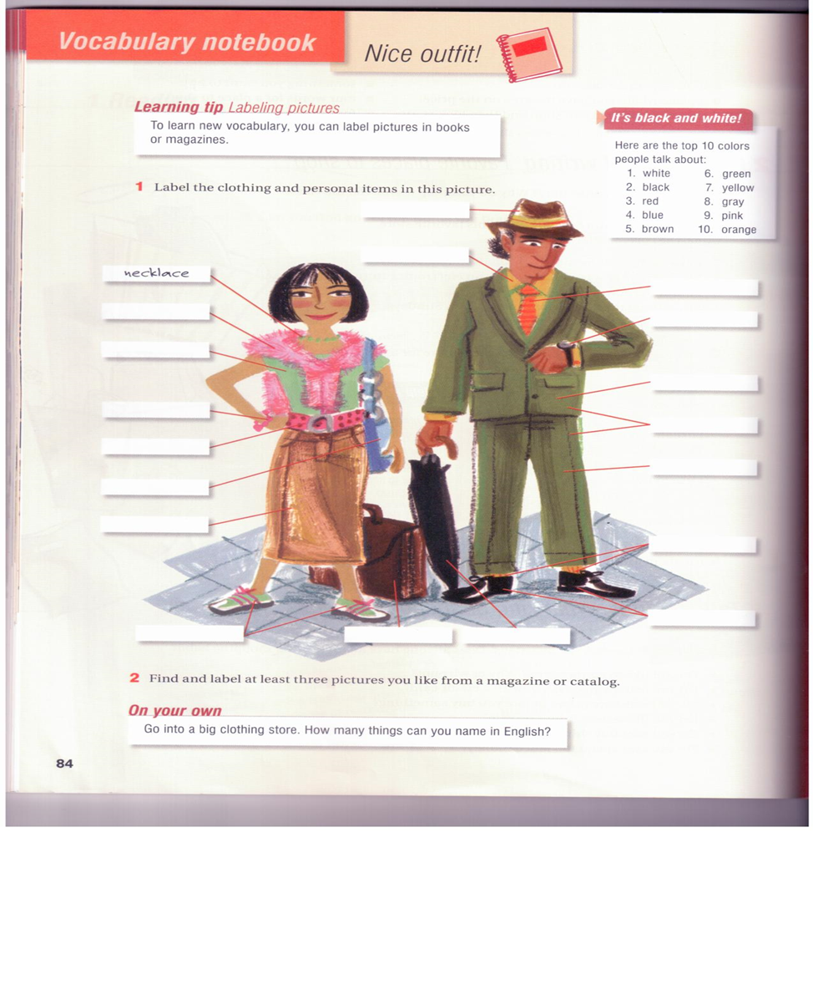 Vocabulary notebook
Nice outfit!
Learning tip Labeling pictures
To learn new vocabulary, you can label pictures in books
or magazines.
It's black and white!
Here are the top 10 colors
people talk about:
1. white 6. green
2. black 7. yellow
3. red 8. gray
4. blue 9. pink
5. brown 10. orange
1 Label the clothing and personal items in this picture.
necklace
2 Find and label at least three pictures you like from a magazine or catalog.
On your own
Go into a big clothing store. How many things can you name in English?
84